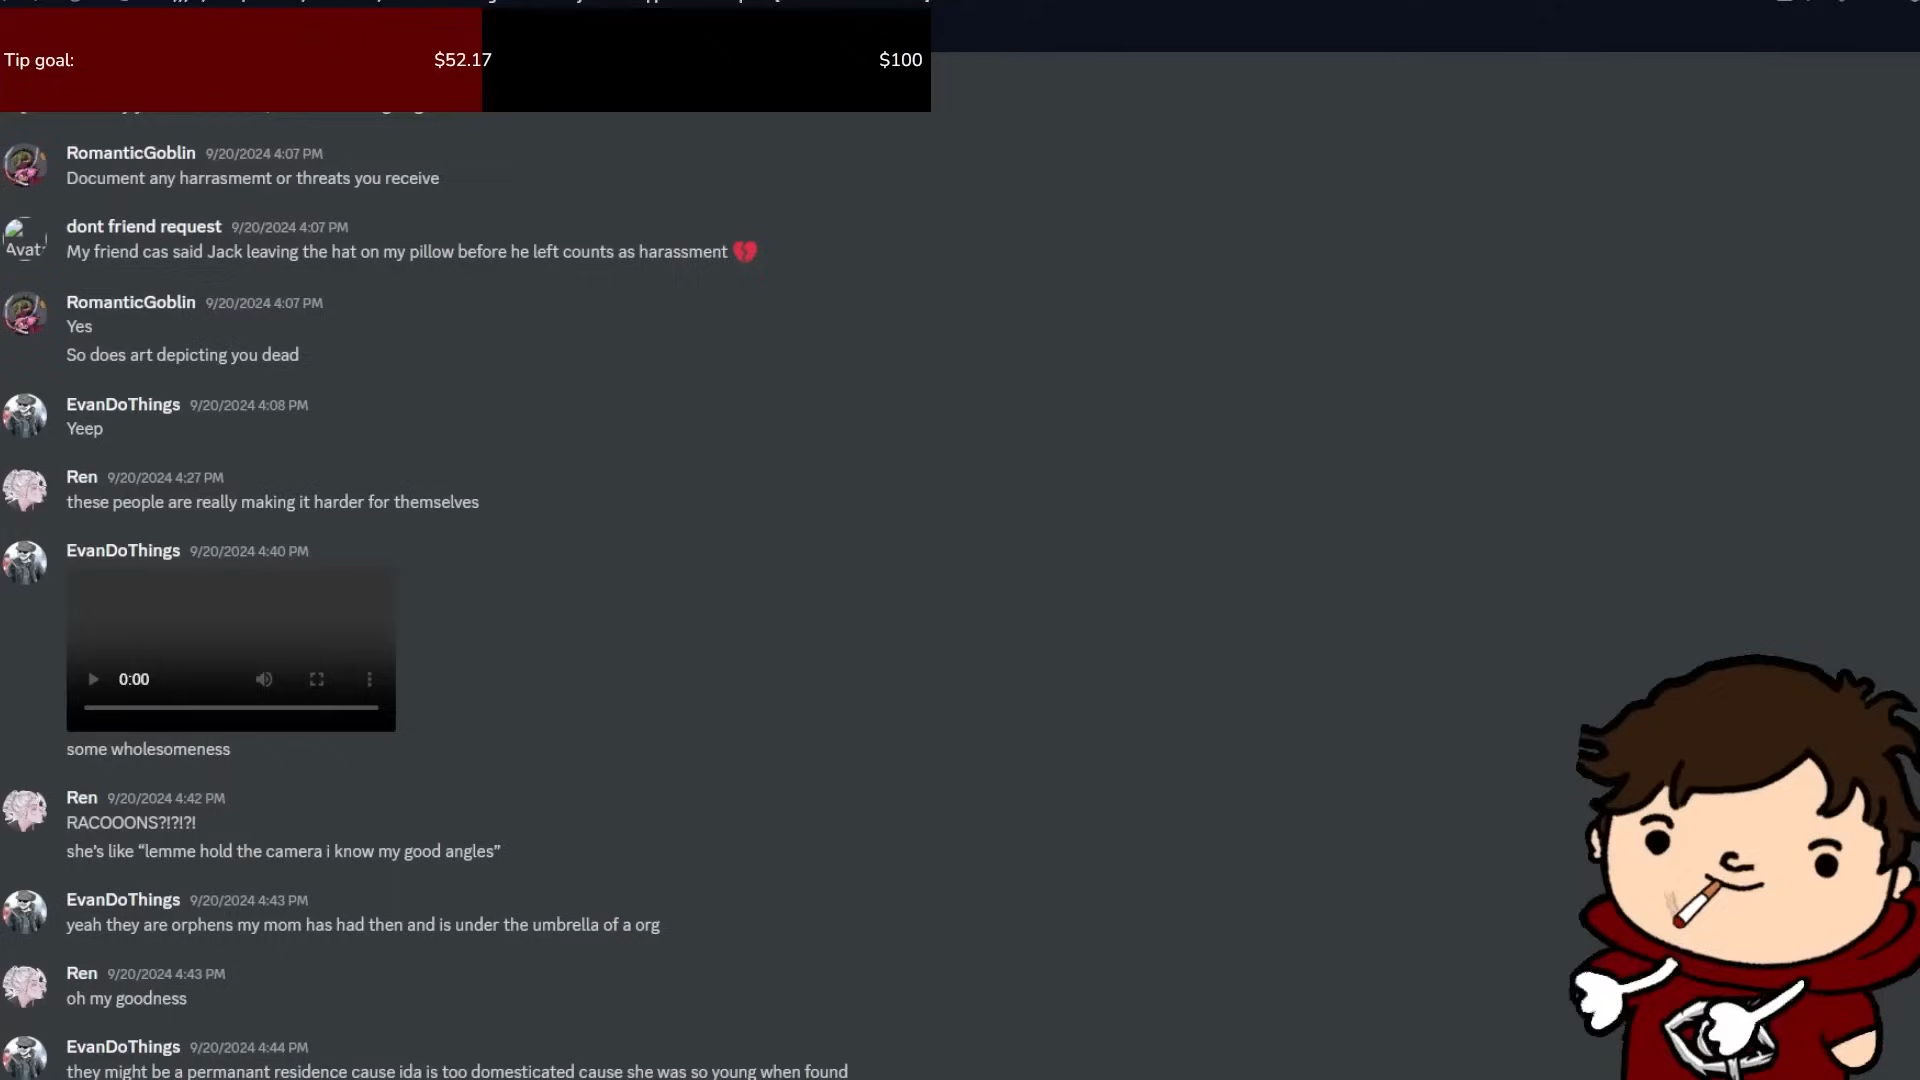 Tip goal: $52.17 $100
RomanticGoblin 9/20/2024 4:07 PM
Document any harrasmemt or threats you receive
dont friend request 9/20/2024 4:07 PM
Avat
My friend cas said Jack leaving the hat on my pillow before he left counts as harassment 💔
RomanticGoblin 9/20/2024 4:07 PM
Yes
So does art depicting you dead
EvanDoThings 9/20/2024 4:08 PM
Yeep
Ren 9/20/2024 4:27 PM
these people are really making it harder for themselves
EvanDoThings 9/20/2024 4:40 PM
0:00
some wholesomeness
Ren 9/20/2024 4:42 PM
RACOOONS?!?!?!
she's like “lemme hold the camera i know my good angles”
EvanDoThings 9/20/2024 4:43 PM
yeah they are orphens my mom has had then and is under the umbrella of a org
Ren 9/20/2024 4:43 PM
oh my goodness
EvanDoThings 9/20/2024 4:44 PM
they might be a permanant residence cause ida is too domesticated cause she was so young when found